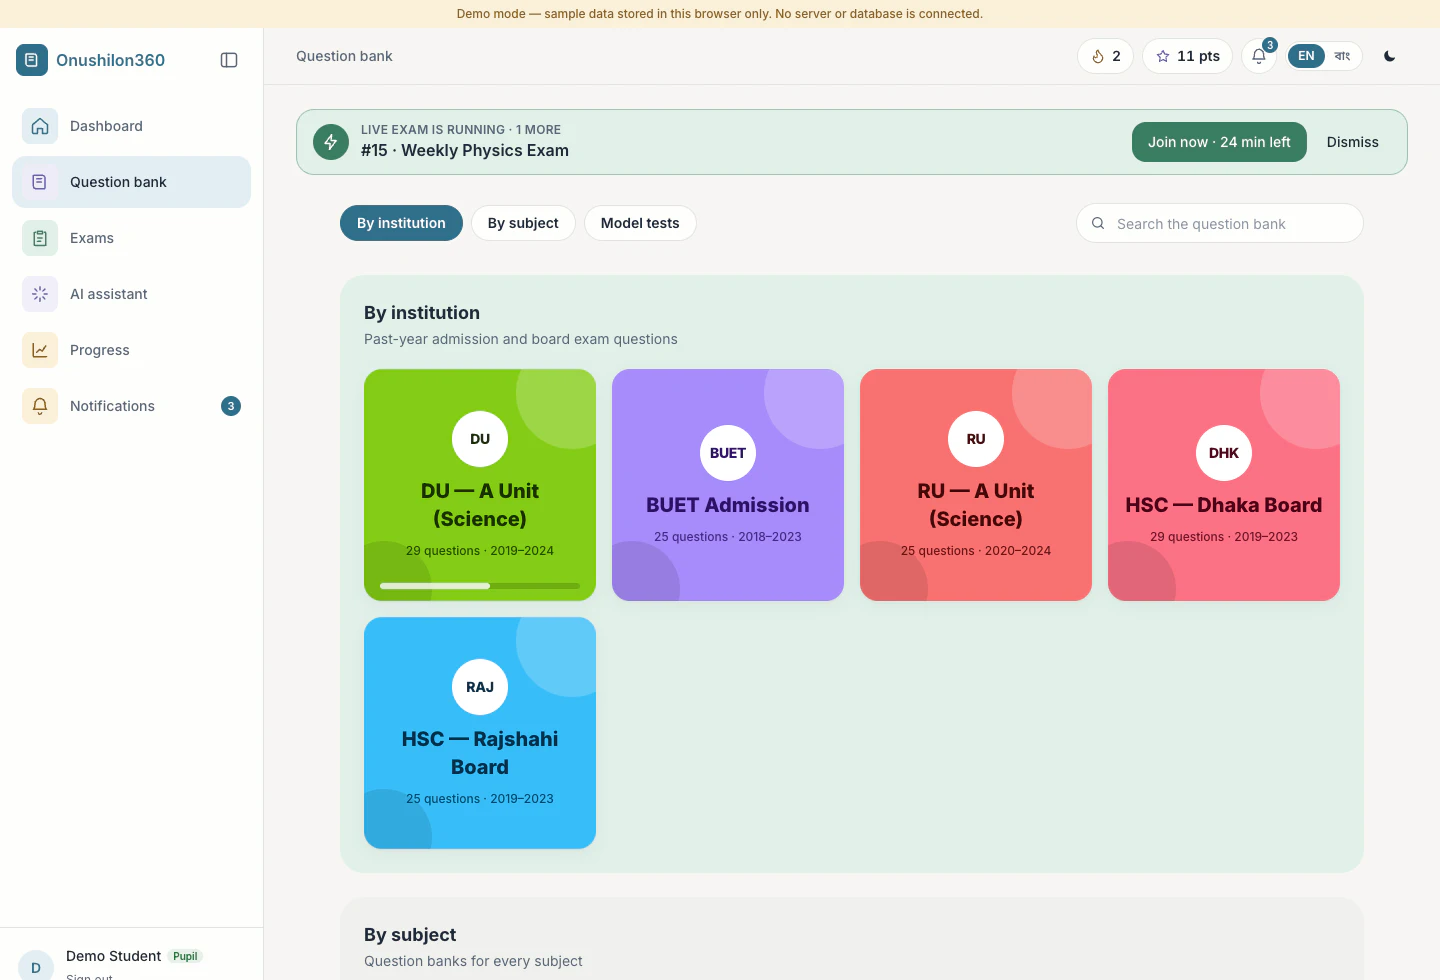 Demo mode — sample data stored in this browser only. No server or database is connected.
Onushilon360
Dashboard
Question bank
Exams
AI assistant
Progress
Notifications
3
Demo Student
Pupil
D
Sign out
Question bank
2
11 pts
3
EN
বাং
LIVE EXAM IS RUNNING · 1 MORE
#15 · Weekly Physics Exam
Join now · 24 min left
Dismiss
By institution
By subject
Model tests
Search the question bank
By institution
Past-year admission and board exam questions
DU
DU — A Unit
(Science)
29 questions · 2019–2024
BUET
BUET Admission
25 questions · 2018–2023
RU
RU — A Unit
(Science)
25 questions · 2020–2024
DHK
HSC — Dhaka Board
29 questions · 2019–2023
RAJ
HSC — Rajshahi
Board
25 questions · 2019–2023
By subject
Question banks for every subject